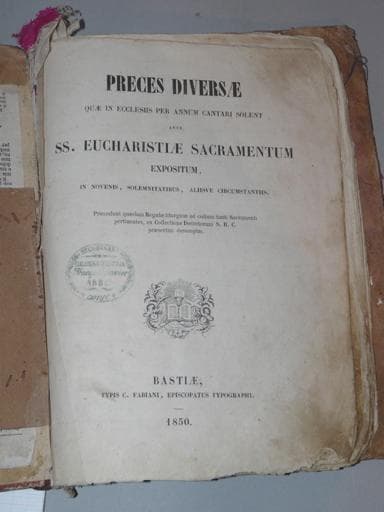 PRECES DIVERSÆ
QUÆ IN ECCLESIIS PER ANNUM CANTARI SOLENT
ANTE
SS. EUCHARISTIÆ SACRAMENTUM
EXPOSITUM,
IN NOVENIS, SOLEMNITATIBUS, ALIISVE CIRCUMSTANTIIS.
Præcedunt quædam Regulæ liturgicæ ad cultum tanti Sacramenti
pertinentes, ex Collectione Decretorum S. R. C.
præsertim desumptæ.
BASTIÆ,
TYPIS C. FABIANI, EPISCOPATUS TYPOGRAPHI.
1850.